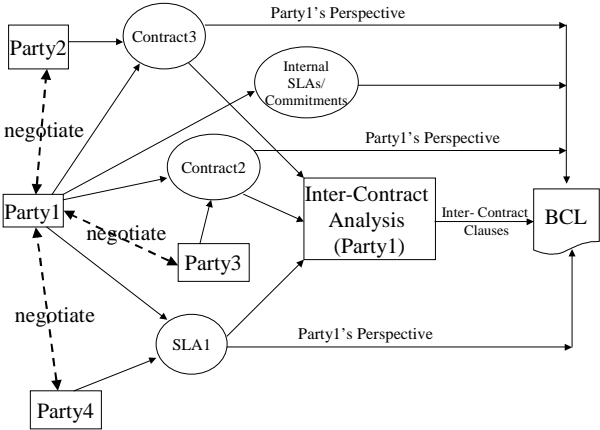 Party1's Perspective
Party2
Contract3
Internal
SLAs/
Commitments
negotiate
Party1's Perspective
Contract2
Inter-Contract
Analysis
(Party1)
Inter- Contract
Clauses
BCL
Party1
negotiate
Party3
negotiate
SLA1
Party1's Perspective
Party4